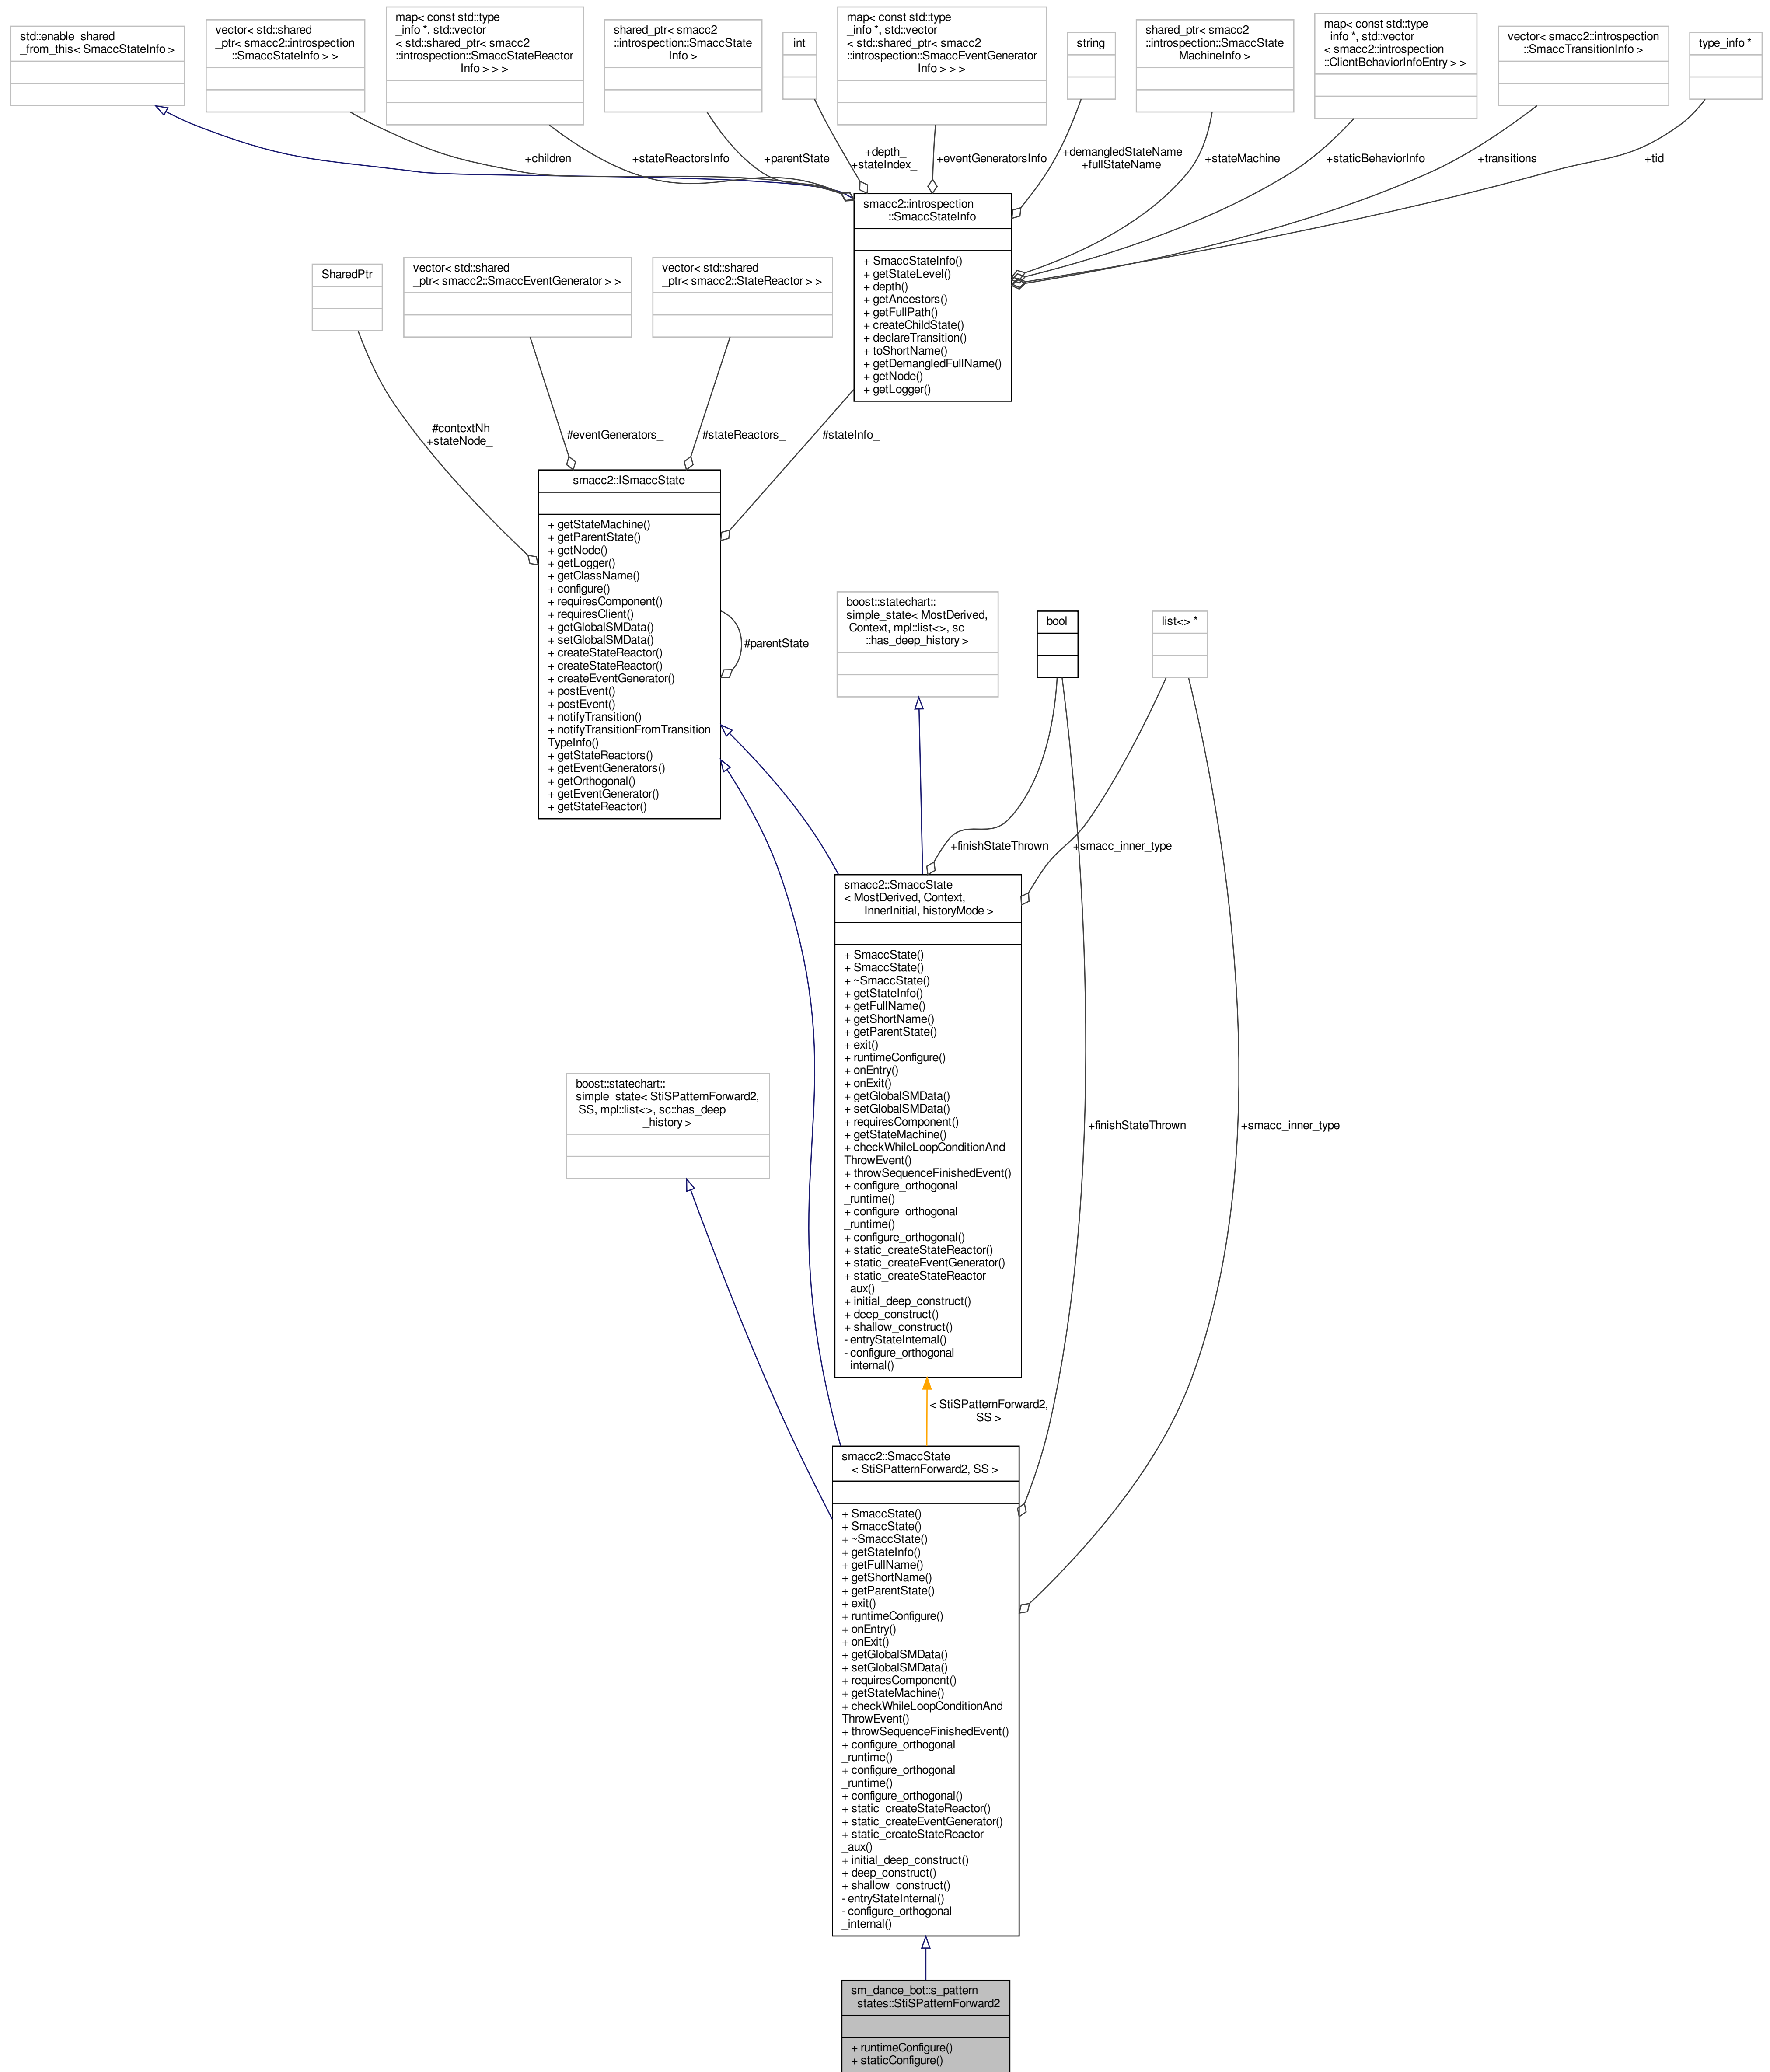 std::enable_shared
_from_this< SmaccStateInfo >
vector< std::shared
_ptr< smacc2::introspection
::SmaccStateInfo > >
map< const std::type
_info *, std::vector
< std::shared_ptr< smacc2
::introspection::SmaccStateReactor
Info > > >
shared_ptr< smacc2
::introspection::SmaccState
Info >
int
map< const std::type
_info *, std::vector
< std::shared_ptr< smacc2
::introspection::SmaccEventGenerator
Info > > >
string
shared_ptr< smacc2
::introspection::SmaccState
MachineInfo >
map< const std::type
_info *, std::vector
< smacc2::introspection
::ClientBehaviorInfoEntry > >
vector< smacc2::introspection
::SmaccTransitionInfo >
type_info *
+children_
+stateReactorsInfo
+parentState_
+depth_
+stateIndex_
+eventGeneratorsInfo
+demangledStateName
+fullStateName
+stateMachine_
+staticBehaviorInfo
+transitions_
+tid_
smacc2::introspection
::SmaccStateInfo
+ SmaccStateInfo()
+ getStateLevel()
+ depth()
+ getAncestors()
+ getFullPath()
+ createChildState()
+ declareTransition()
+ toShortName()
+ getDemangledFullName()
+ getNode()
+ getLogger()
SharedPtr
vector< std::shared
_ptr< smacc2::SmaccEventGenerator > >
vector< std::shared
_ptr< smacc2::StateReactor > >
#contextNh
+stateNode_
#eventGenerators_
#stateReactors_
#stateInfo_
smacc2::ISmaccState
+ getStateMachine()
+ getParentState()
+ getNode()
+ getLogger()
+ getClassName()
+ configure()
+ requiresComponent()
+ requiresClient()
+ getGlobalSMData()
+ setGlobalSMData()
+ createStateReactor()
+ createStateReactor()
+ createEventGenerator()
+ postEvent()
+ postEvent()
+ notifyTransition()
+ notifyTransitionFromTransition
TypeInfo()
+ getStateReactors()
+ getEventGenerators()
+ getOrthogonal()
+ getEventGenerator()
+ getStateReactor()
#parentState_
boost::statechart::
simple_state< MostDerived,
Context, mpl::list<>, sc
::has_deep_history >
bool
list<> *
+finishStateThrown
+smacc_inner_type
smacc2::SmaccState
< MostDerived, Context,
InnerInitial, historyMode >
+ SmaccState()
+ SmaccState()
+ ~SmaccState()
+ getStateInfo()
+ getFullName()
+ getShortName()
+ getParentState()
+ exit()
+ runtimeConfigure()
+ onEntry()
+ onExit()
+ getGlobalSMData()
+ setGlobalSMData()
+ requiresComponent()
+ getStateMachine()
+ checkWhileLoopConditionAnd
ThrowEvent()
+ throwSequenceFinishedEvent()
+ configure_orthogonal
_runtime()
+ configure_orthogonal
_runtime()
+ configure_orthogonal()
+ static_createStateReactor()
+ static_createEventGenerator()
+ static_createStateReactor
_aux()
+ initial_deep_construct()
+ deep_construct()
+ shallow_construct()
- entryStateInternal()
- configure_orthogonal
_internal()
boost::statechart::
simple_state< StiSPatternForward2,
SS, mpl::list<>, sc::has_deep
_history >
+finishStateThrown
+smacc_inner_type
< StiSPatternForward2,
SS >
smacc2::SmaccState
< StiSPatternForward2, SS >
+ SmaccState()
+ SmaccState()
+ ~SmaccState()
+ getStateInfo()
+ getFullName()
+ getShortName()
+ getParentState()
+ exit()
+ runtimeConfigure()
+ onEntry()
+ onExit()
+ getGlobalSMData()
+ setGlobalSMData()
+ requiresComponent()
+ getStateMachine()
+ checkWhileLoopConditionAnd
ThrowEvent()
+ throwSequenceFinishedEvent()
+ configure_orthogonal
_runtime()
+ configure_orthogonal
_runtime()
+ configure_orthogonal()
+ static_createStateReactor()
+ static_createEventGenerator()
+ static_createStateReactor
_aux()
+ initial_deep_construct()
+ deep_construct()
+ shallow_construct()
- entryStateInternal()
- configure_orthogonal
_internal()
sm_dance_bot::s_pattern
_states::StiSPatternForward2
+ runtimeConfigure()
+ staticConfigure()